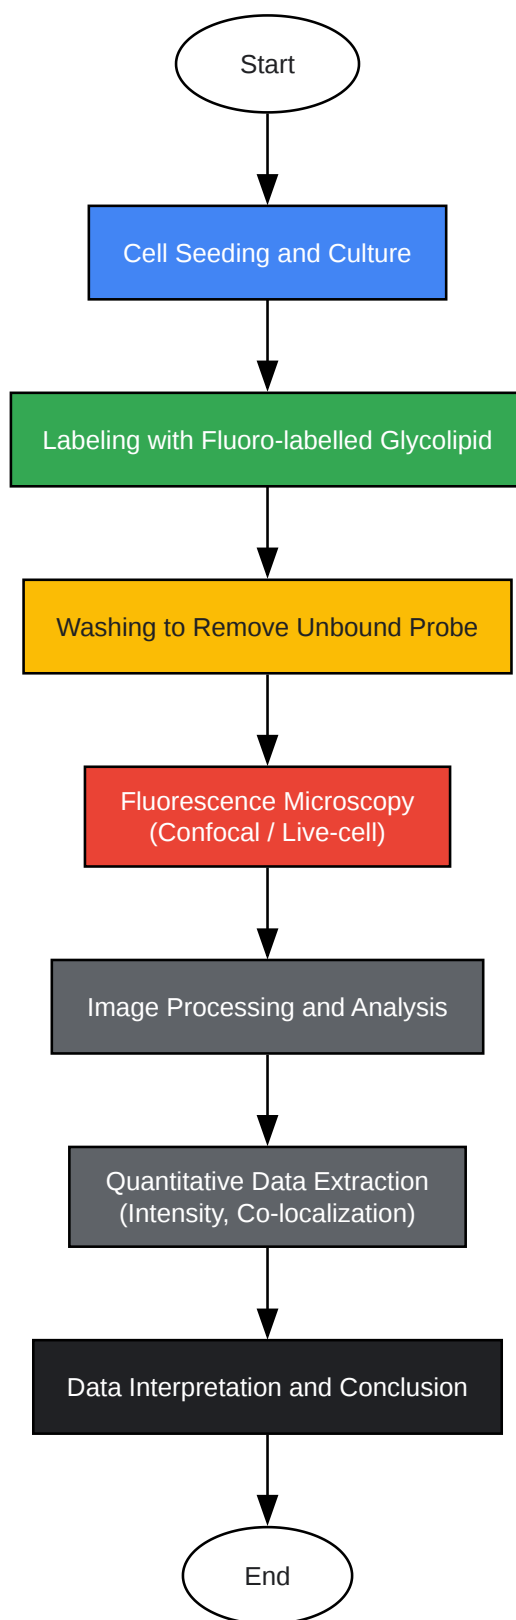 Start
Cell Seeding and Culture
Labeling with Fluoro-labelled Glycolipid
Washing to Remove Unbound Probe
Fluorescence Microscopy
(Confocal / Live-cell)
Image Processing and Analysis
Quantitative Data Extraction
(Intensity, Co-localization)
Data Interpretation and Conclusion
End